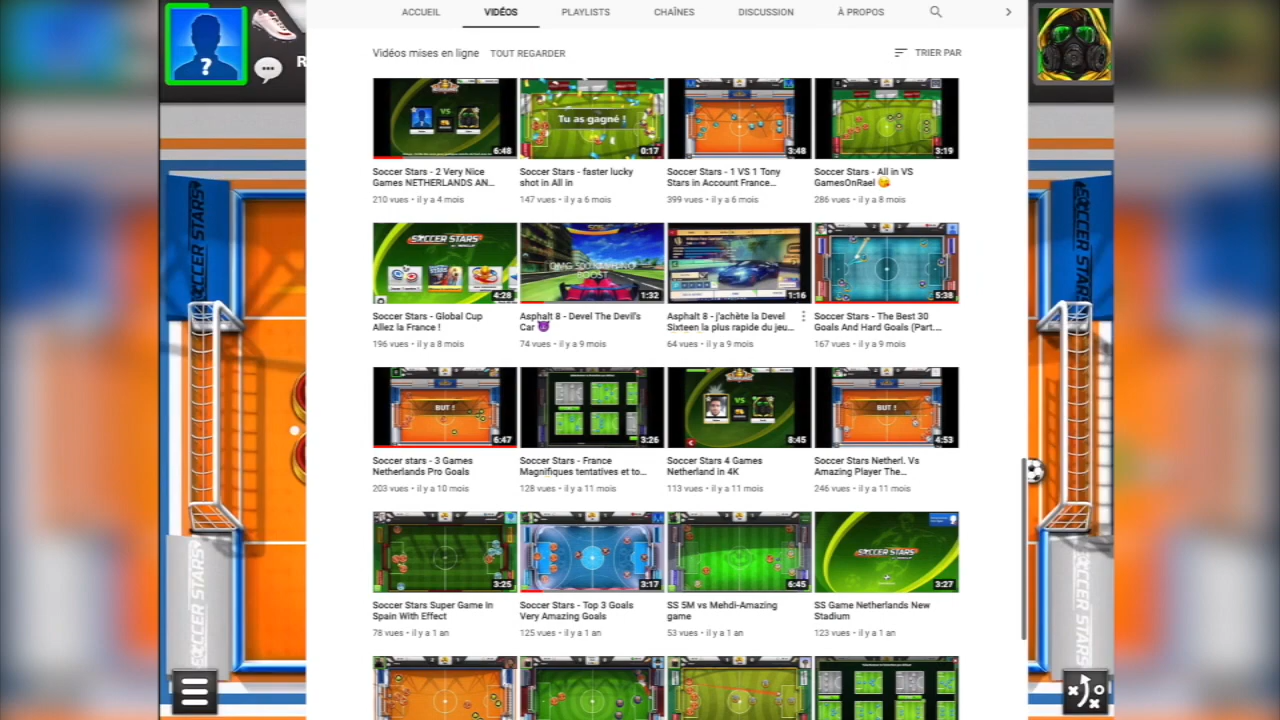 ACCUEIL VIDÉOS PLAYLISTS CHAÎNES DISCUSSION À PROPOS
Vidéos mises en ligne TOUT REGARDER TRIER PAR
?
R
VS
Tu as gagné !
6:48 0:17 3:48 3:19
Soccer Stars - 2 Very Nice
Games NETHERLANDS AN...
210 vues • il y a 4 mois
Soccer Stars - faster lucky
shot in All in
147 vues • il y a 6 mois
Soccer Stars - 1 VS 1 Tony
Stars in Account France...
399 vues • il y a 6 mois
Soccer Stars - All in VS
GamesOnRael 😋
286 vues • il y a 8 mois
SOCCER STARS
OMG
BOOST
4:28 1:32 1:16 5:38
Soccer Stars - Global Cup
Allez la France !
196 vues • il y a 8 mois
Asphalt 8 - Devel The Devil's
Car 😈
74 vues • il y a 9 mois
Asphalt 8 - j'achète la Devel
Sixteen la plus rapide du jeu...
64 vues • il y a 9 mois
Soccer Stars - The Best 30
Goals And Hard Goals (Part....
167 vues • il y a 9 mois
BUT !
VS
BUT !
6:47 3:26 8:45 4:53
Soccer stars - 3 Games
Netherlands Pro Goals
203 vues • il y a 10 mois
Soccer Stars - France
Magnifiques tentatives et to...
128 vues • il y a 11 mois
Soccer Stars 4 Games
Netherland in 4K
113 vues • il y a 11 mois
Soccer Stars Netherl. Vs
Amazing Player The...
246 vues • il y a 11 mois
SOCCER STARS
3:25 3:17 6:45 3:27
Soccer Stars Super Game In
Spain With Effect
78 vues • il y a 1 an
Soccer Stars - Top 3 Goals
Very Amazing Goals
125 vues • il y a 1 an
SS 5M vs Mehdi-Amazing
game
53 vues • il y a 1 an
SS Game Netherlands New
Stadium
123 vues • il y a 1 an
SOCCER STARS
SOCCER STARS
SOCCER STARS
SOCCER STARS